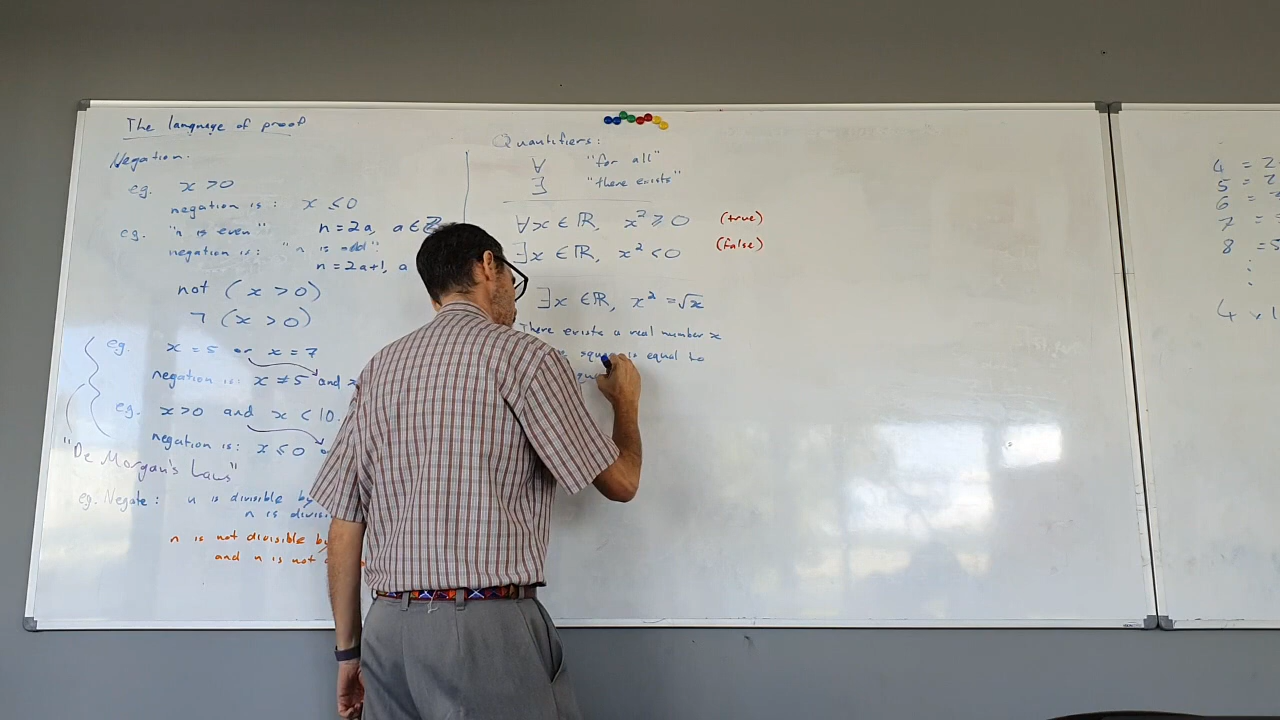 The language of proof
Negation.
eg. x > 0
negation is: x ≤ 0
eg. "n is even" n = 2a, a ∈ ℤ
negation is: "n is odd"
n = 2a+1, a
not (x > 0)
¬ (x > 0)
eg. x = 5 or x = 7
negation is: x ≠ 5 and x
eg. x > 0 and x < 10.
negation is: x ≤ 0
"De Morgan's Laws"
eg. Negate: n is divisible by
n is divisi
n is not divisible by
and n is not
Quantifiers:
∀ "for all"
∃ "there exists"
∀x ∈ ℝ, x² ≥ 0 (true)
∃x ∈ ℝ, x² < 0 (false)
∃x ∈ ℝ, x² = √x
There exists a real number x
is equal to
4 = 2
5 = 2
6 =
7 =
8 = 5